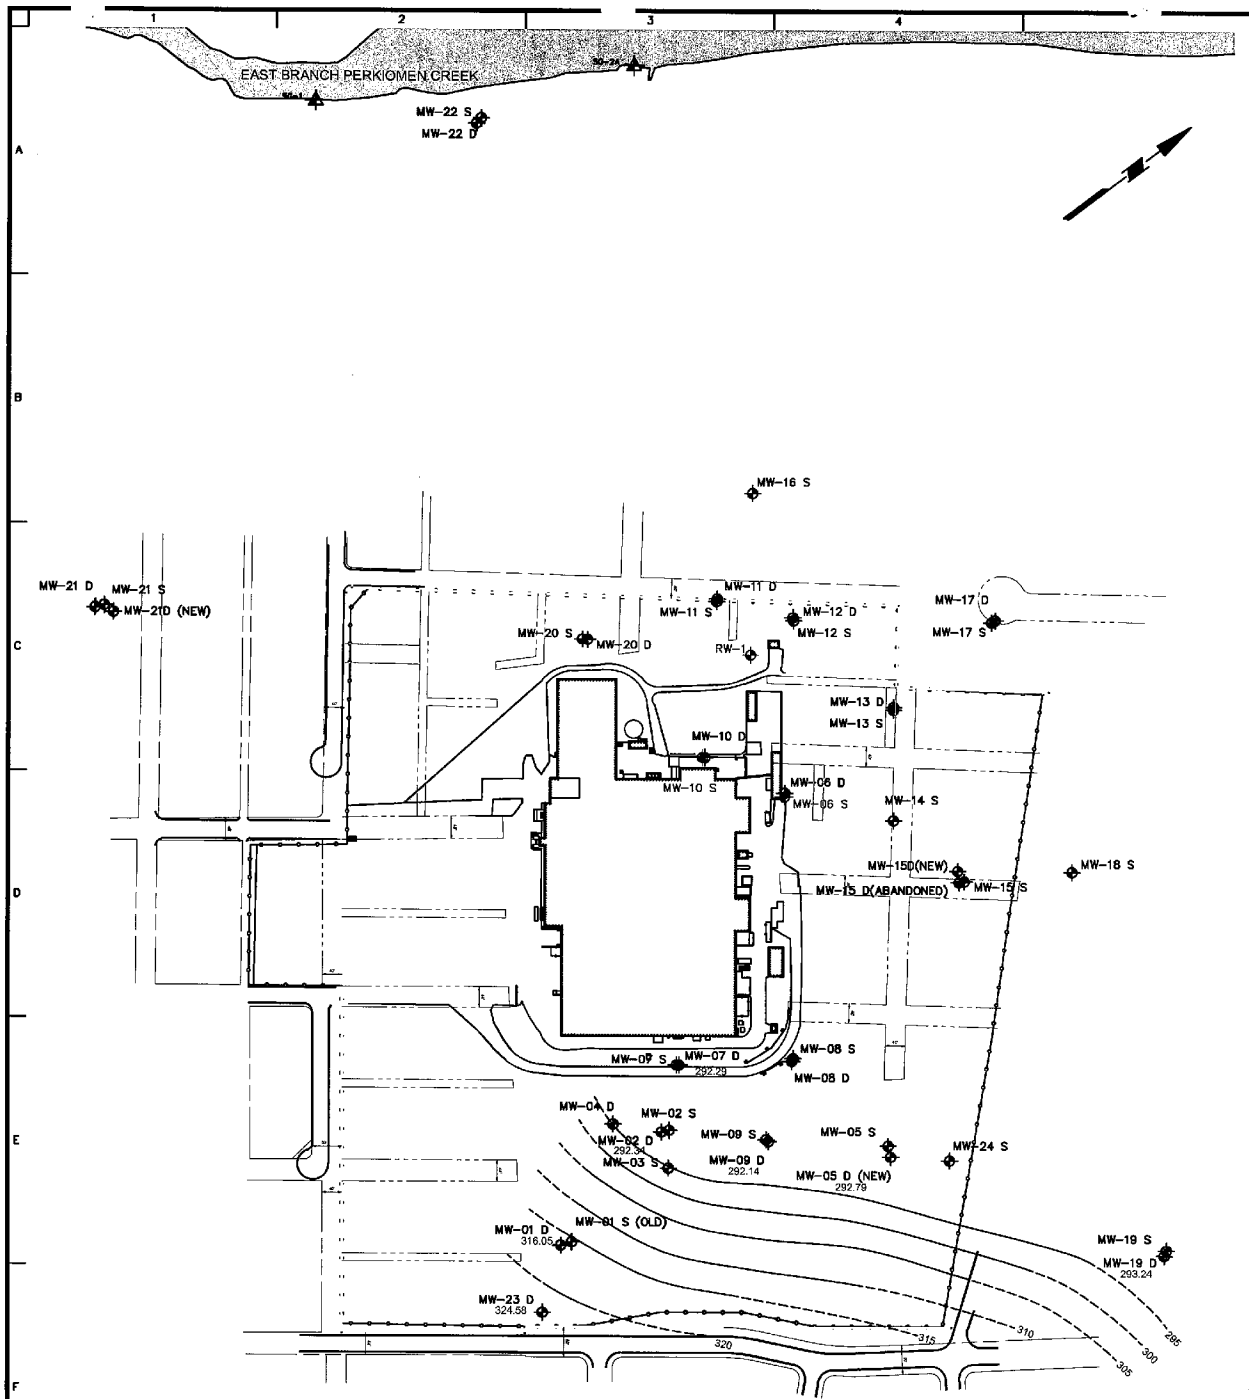 1 2 3 4
A
B
C
D
E
F
EAST BRANCH PERKIOMEN CREEK
MW-22 S
MW-22 D
MW-16 S
MW-21 D
MW-21 S
MW-21D (NEW)
MW-11 D
MW-11 S
MW-12 D
MW-12 S
MW-17 D
MW-17 S
MW-20 S
MW-20 D
RW-1
MW-13 D
MW-13 S
MW-10 D
MW-10 S
MW-06 D
MW-06 S
MW-14 S
MW-15D(NEW)
MW-15 D(ABANDONED)
MW-15 S
MW-18 S
MW-07 S
MW-07 D
292.29
MW-08 S
MW-08 D
MW-04 D
MW-02 S
MW-02 D
292.34
MW-03 S
MW-09 S
MW-09 D
292.14
MW-05 S
MW-05 D (NEW)
292.79
MW-24 S
MW-01 D
316.05
MW-01 S (OLD)
MW-19 S
MW-19 D
293.24
MW-23 D
324.58
320
315
310
305
300
295